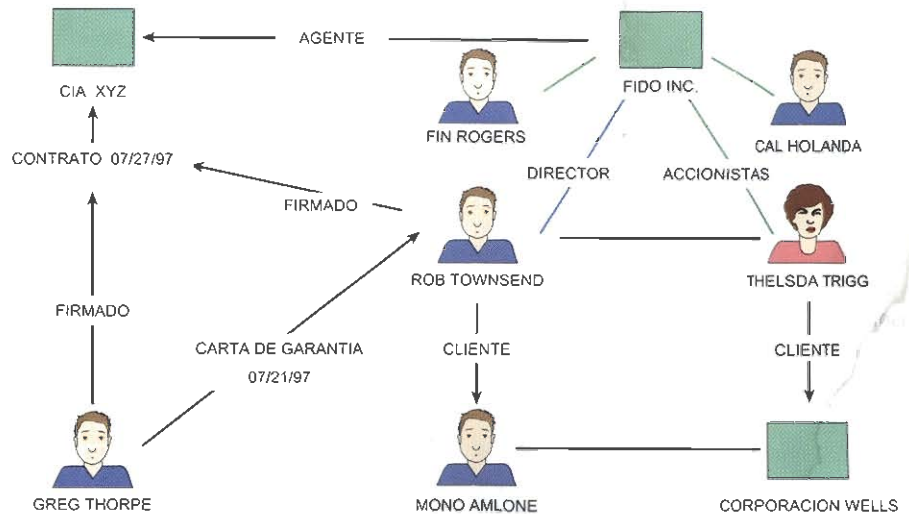 AGENTE
CIA XYZ
FIDO INC.
FIN ROGERS
CAL HOLANDA
CONTRATO 07/27/97
DIRECTOR
ACCIONISTAS
FIRMADO
ROB TOWNSEND
THELSDA TRIGG
FIRMADO
CARTA DE GARANTIA
07/21/97
CLIENTE
CLIENTE
GREG THORPE
MONO AMLONE
CORPORACION WELLS